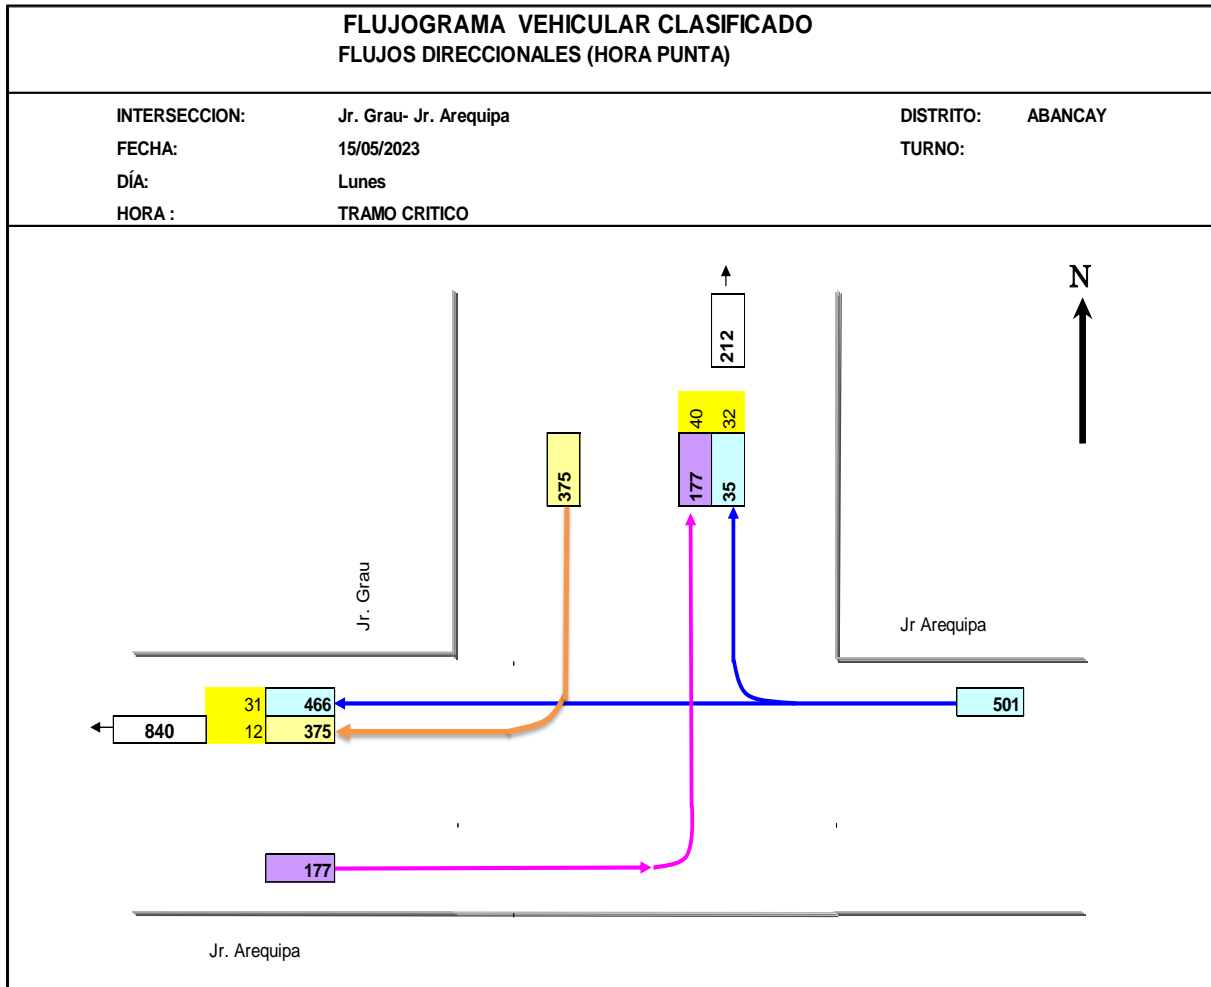 FLUJOGRAMA VEHICULAR CLASIFICADO
FLUJOS DIRECCIONALES (HORA PUNTA)
INTERSECCION: Jr. Grau- Jr. Arequipa DISTRITO: ABANCAY
FECHA: 15/05/2023 TURNO:
DÍA: Lunes
HORA : TRAMO CRITICO
N
212
40 32
375 177 35
Jr. Grau
Jr Arequipa
31 466 501
840 12 375
177
Jr. Arequipa